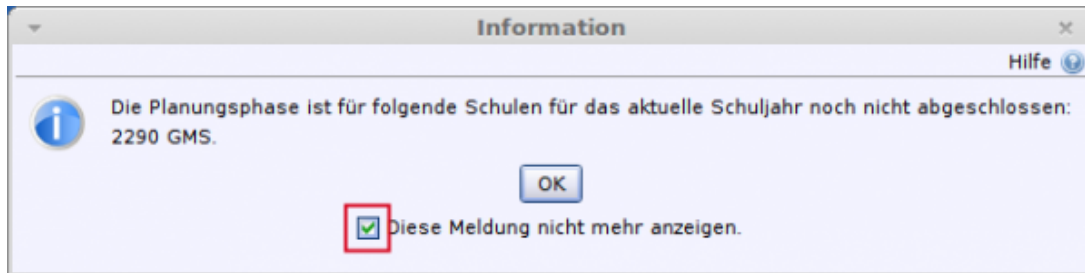 Information
Hilfe
Die Planungsphase ist für folgende Schulen für das aktuelle Schuljahr noch nicht abgeschlossen:
2290 GMS.
OK
Diese Meldung nicht mehr anzeigen.